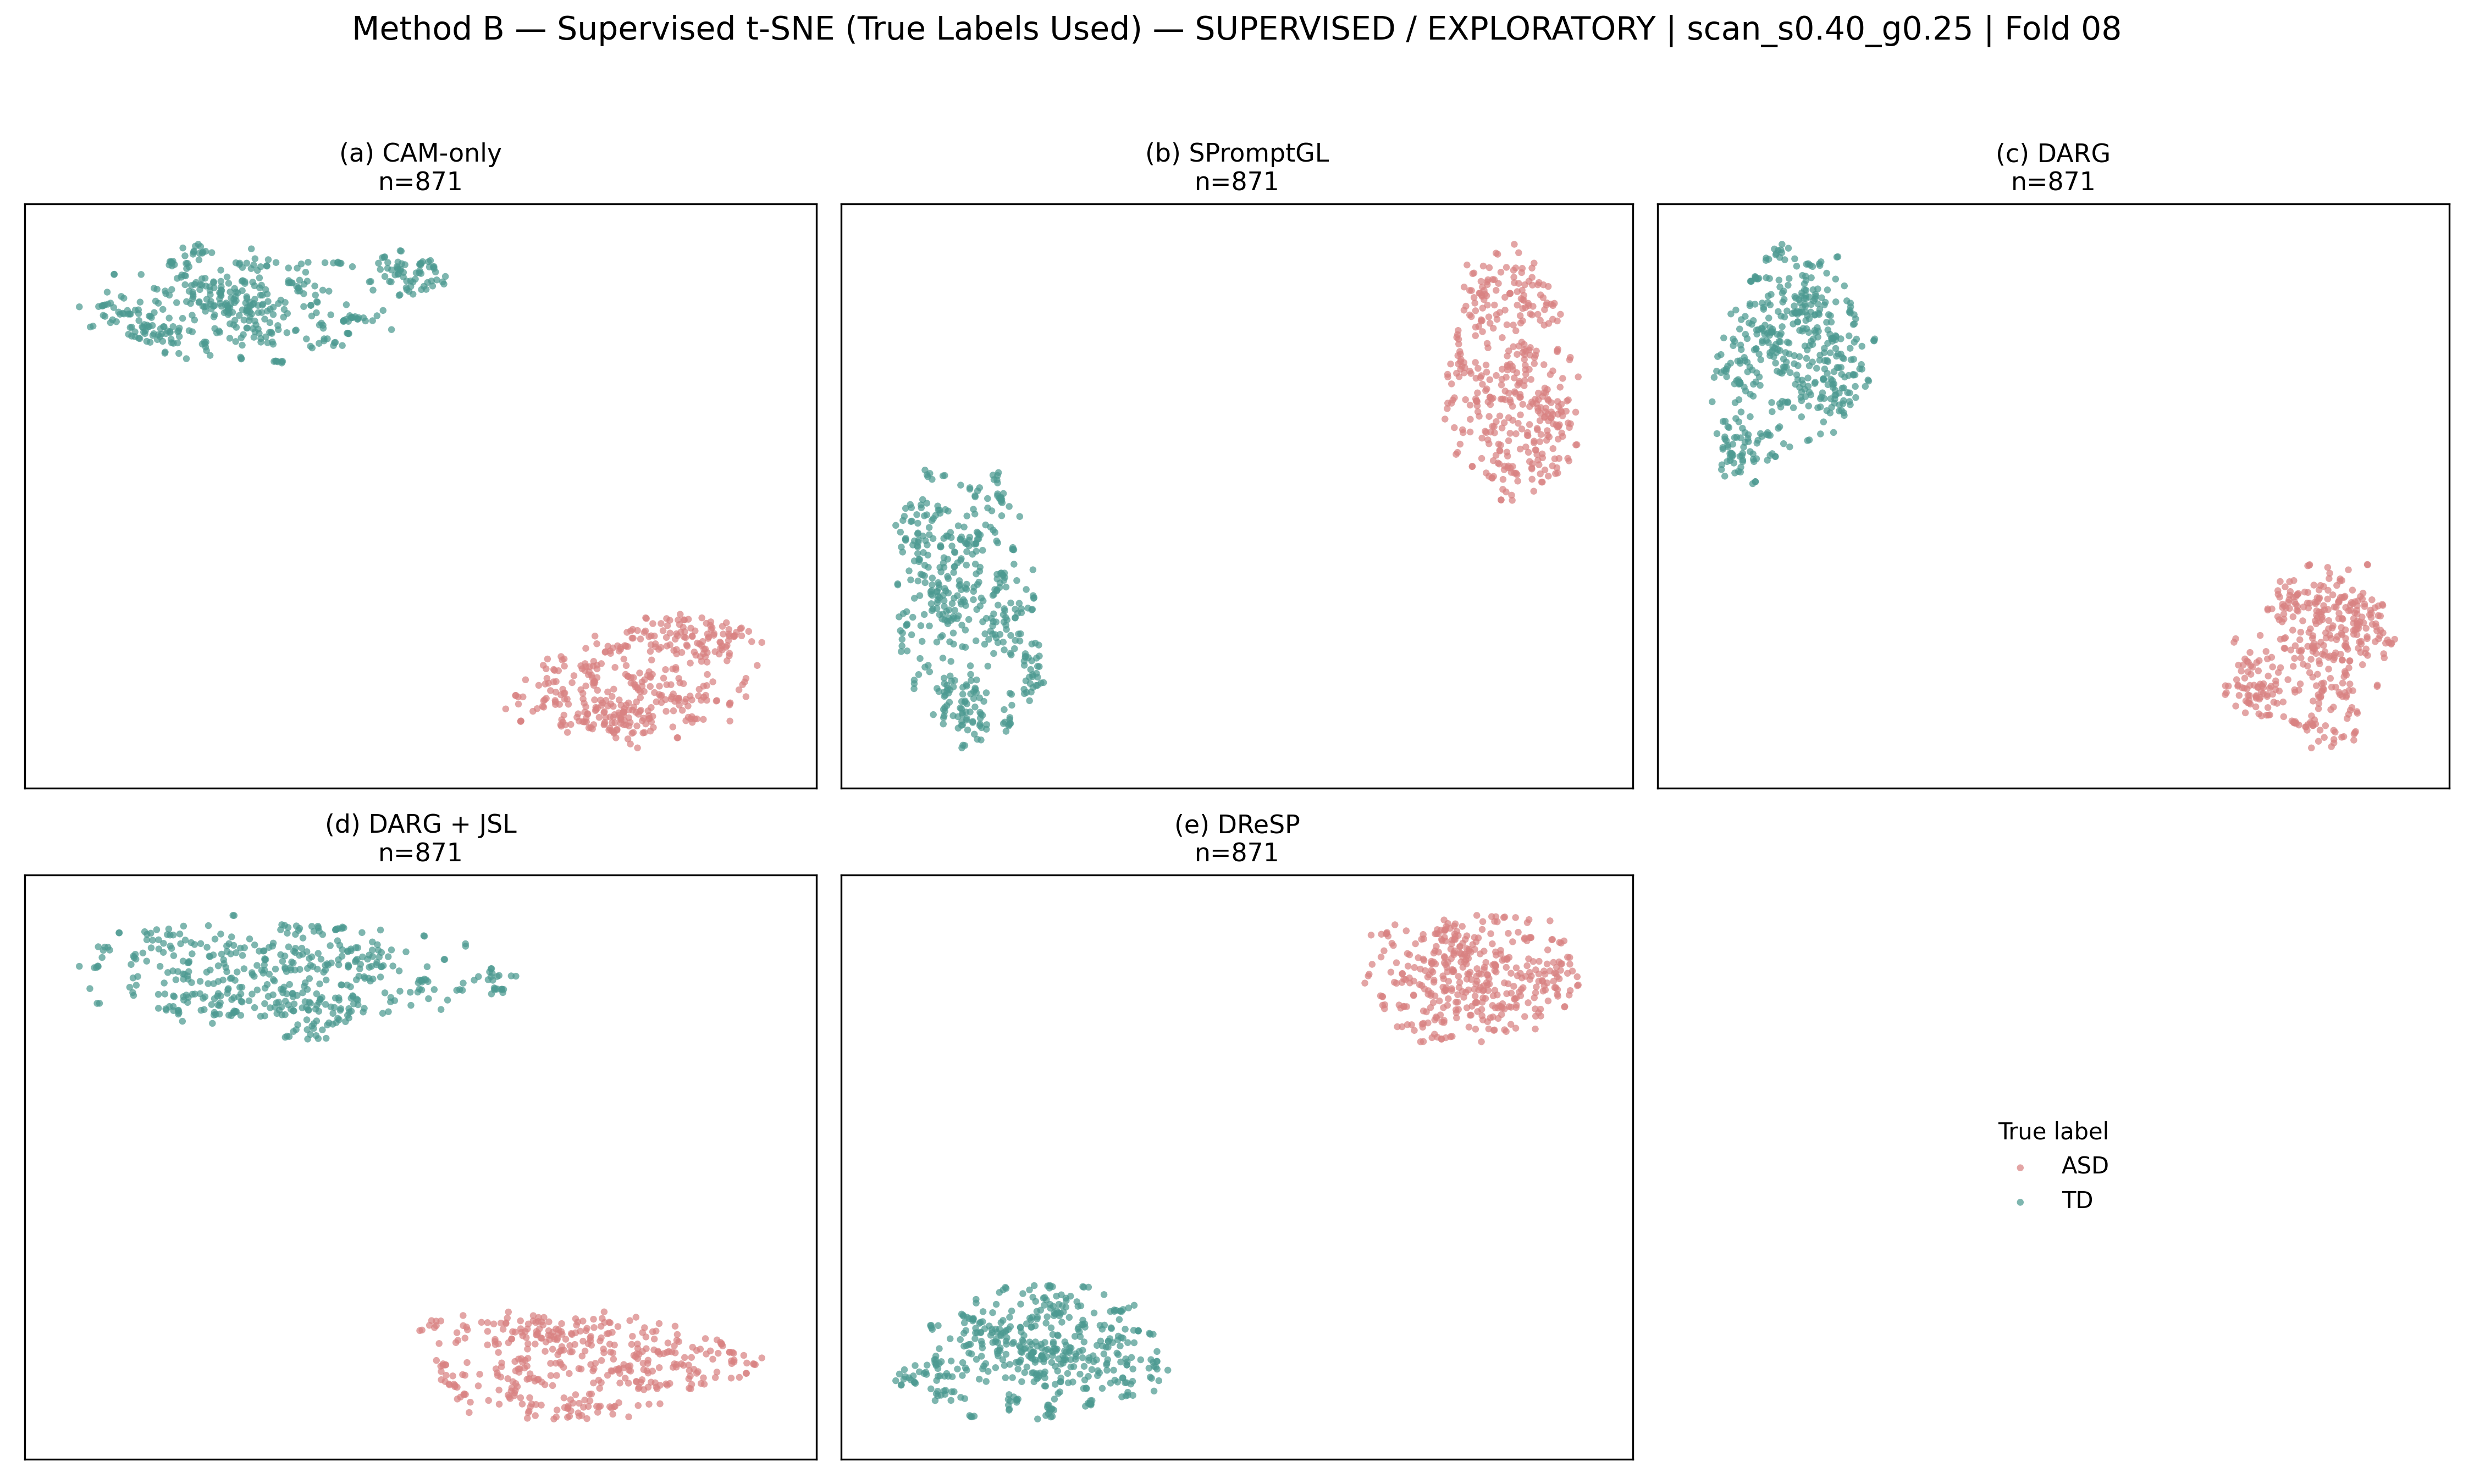 Method B — Supervised t-SNE (True Labels Used) — SUPERVISED / EXPLORATORY | scan_s0.40_g0.25 | Fold 08
(a) CAM-only
n=871
(b) SPromptGL
n=871
(c) DARG
n=871
(d) DARG + JSL
n=871
(e) DReSP
n=871
True label
ASD
TD